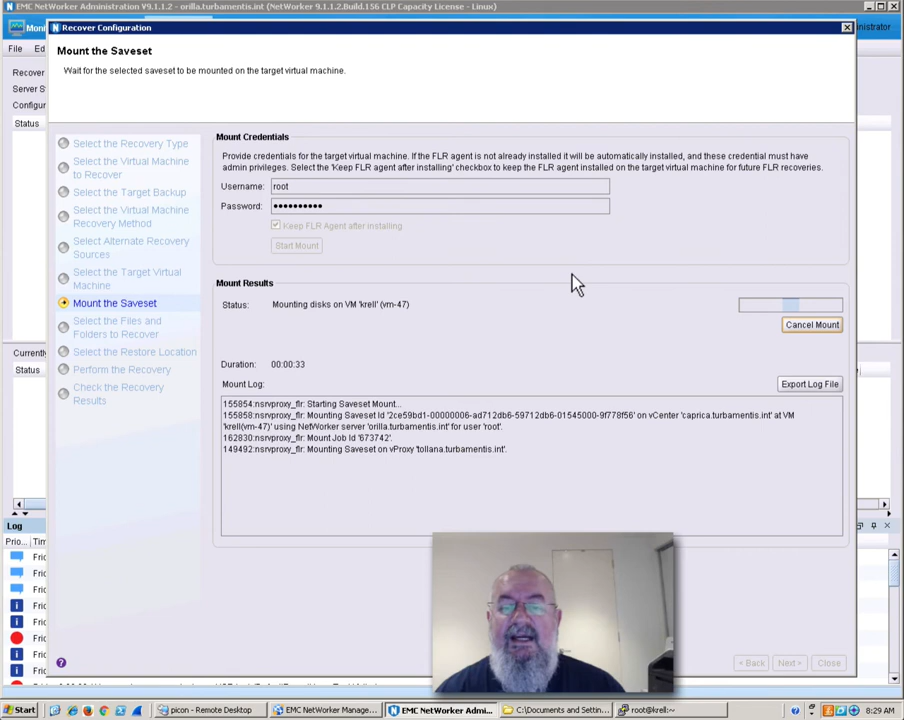 EMC NetWorker Administration V9.1.1.2 - orilla.turbamentis.int (NetWorker 9.1.1.2.Build.156 CLP Capacity License - Linux)
Recover Configuration
Mount the Saveset
Wait for the selected saveset to be mounted on the target virtual machine.
File
Recover
Status
Select the Recovery Type
Select the Virtual Machine
to Recover
Select the Target Backup
Select the Virtual Machine
Recovery Method
Select Alternate Recovery
Sources
Select the Target Virtual
Machine
Mount the Saveset
Select the Files and
Folders to Recover
Select the Restore Location
Perform the Recovery
Check the Recovery
Results
Mount Credentials
Provide credentials for the target virtual machine. If the FLR agent is not already installed it will be automatically installed, and these credential must have
admin privileges. Select the 'Keep FLR agent after installing' checkbox to keep the FLR agent installed on the target virtual machine for future FLR recoveries.
Username: root
Password: ••••••••••
Keep FLR Agent after installing
Start Mount
Mount Results
Status: Mounting disks on VM 'krell' (vm-47)
Cancel Mount
Duration: 00:00:33
Mount Log:
Export Log File
155854:nsrvproxy_flr: Starting Saveset Mount...
155858:nsrvproxy_flr: Mounting Saveset Id '2ce59bd1-00000006-ad712db6-59712db6-01545000-9f778f56' on vCenter 'caprica.turbamentis.int' at VM
'krell(vm-47)' using NetWorker server 'orilla.turbamentis.int' for user 'root'.
162830:nsrvproxy_flr: Mount Job Id '673742'.
149492:nsrvproxy_flr: Mounting Saveset on vProxy 'tollana.turbamentis.int'.
Status
Log
< Back
Next >
Close
Start
picon - Remote Desktop
EMC NetWorker Manage...
EMC NetWorker Admi...
C:\Documents and Settin...
root@krell:~
8:29 AM